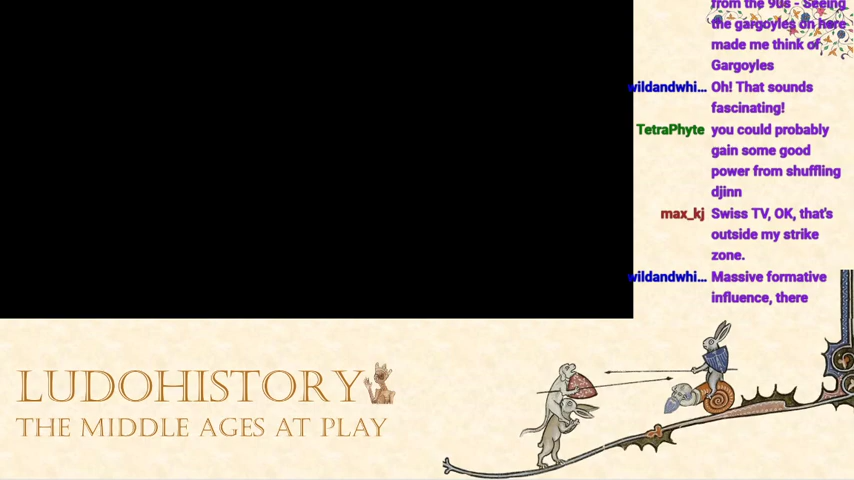 from the 90s - Seeing
the gargoyles on here
made me think of
Gargoyles
wildandwhi... Oh! That sounds
fascinating!
TetraPhyte you could probably
gain some good
power from shuffling
djinn
max_kj Swiss TV, OK, that's
outside my strike
zone.
wildandwhi... Massive formative
influence, there
LUDOHISTORY
THE MIDDLE AGES AT PLAY